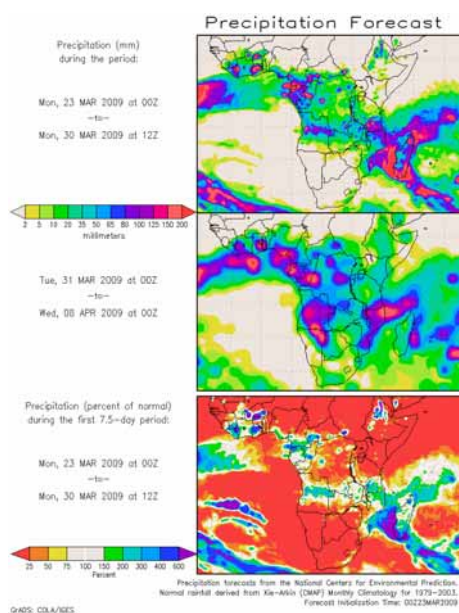 Precipitation Forecast
Precipitation (mm)
during the period:
Mon, 23 MAR 2009 at 00Z
-to-
Mon, 30 MAR 2009 at 12Z
2 5 10 20 35 50 65 80 100 125 150 200
millimeters
Tue, 31 MAR 2009 at 00Z
-to-
Wed, 08 APR 2009 at 00Z
Precipitation (percent of normal)
during the first 7.5-day period:
Mon, 23 MAR 2009 at 00Z
-to-
Mon, 30 MAR 2009 at 12Z
25 50 75 100 150 200 300 400 600
Percent
Precipitation forecasts from the National Centers for Environmental Prediction.
Normal rainfall derived from Xie-Arkin (CMAP) Monthly Climatology for 1979-2003.
Forecast Initialization Time: 00Z23MAR2009
GrADS: COLA/IGES